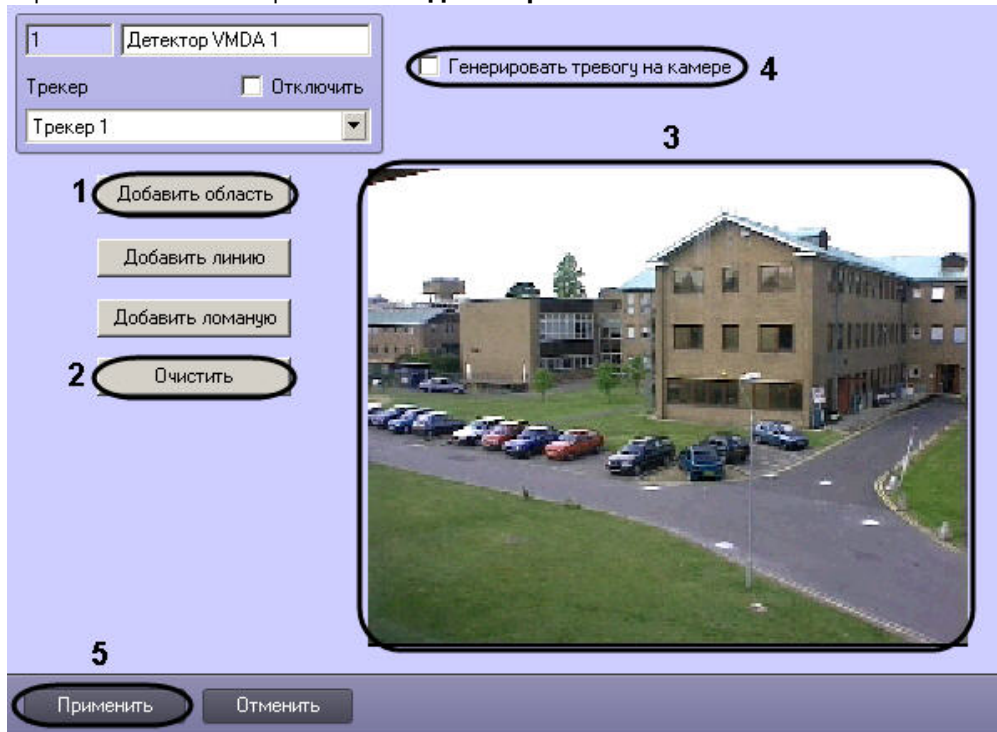 1 Детектор VMDA 1
4 Генерировать тревогу на камере
Трекер Отключить
Трекер 1
3
1 Добавить область
Добавить линию
Добавить ломаную
2 Очистить
5
Применить Отменить